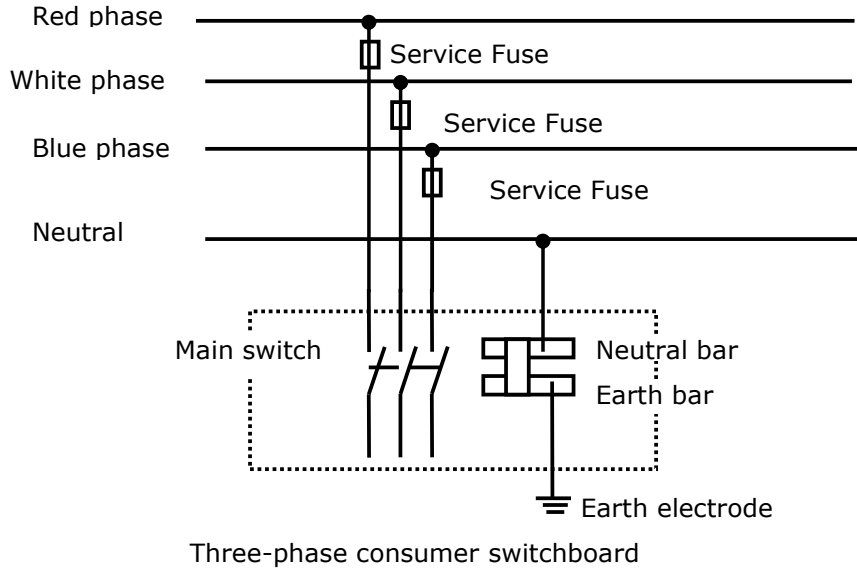 Red phase
Service Fuse
White phase
Service Fuse
Blue phase
Service Fuse
Neutral
Main switch
Neutral bar
Earth bar
Earth electrode
Three-phase consumer switchboard